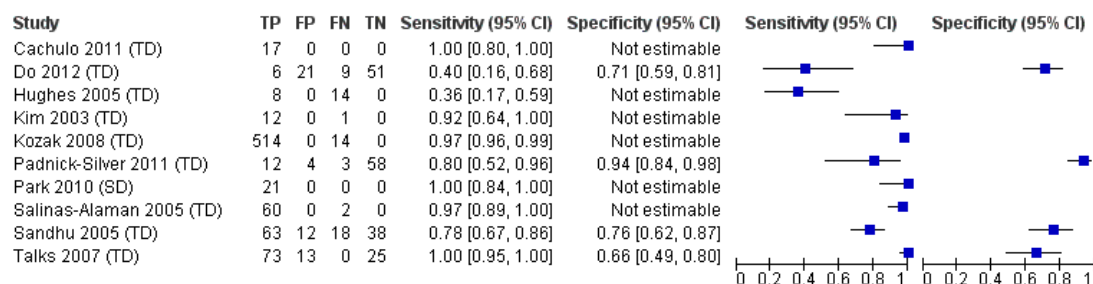 Study TP FP FN TN Sensitivity (95% CI) Specificity (95% CI) Sensitivity (95% CI) Specificity (95% CI)
Cachulo 2011 (TD) 17 0 0 0 1.00 [0.80, 1.00] Not estimable
Do 2012 (TD) 6 21 9 51 0.40 [0.16, 0.68] 0.71 [0.59, 0.81]
Hughes 2005 (TD) 8 0 14 0 0.36 [0.17, 0.59] Not estimable
Kim 2003 (TD) 12 0 1 0 0.92 [0.64, 1.00] Not estimable
Kozak 2008 (TD) 514 0 14 0 0.97 [0.96, 0.99] Not estimable
Padnick-Silver 2011 (TD) 12 4 3 58 0.80 [0.52, 0.96] 0.94 [0.84, 0.98]
Park 2010 (SD) 21 0 0 0 1.00 [0.84, 1.00] Not estimable
Salinas-Alaman 2005 (TD) 60 0 2 0 0.97 [0.89, 1.00] Not estimable
Sandhu 2005 (TD) 63 12 18 38 0.78 [0.67, 0.86] 0.76 [0.62, 0.87]
Talks 2007 (TD) 73 13 0 25 1.00 [0.95, 1.00] 0.66 [0.49, 0.80]
0 0.2 0.4 0.6 0.8 1 0 0.2 0.4 0.6 0.8 1